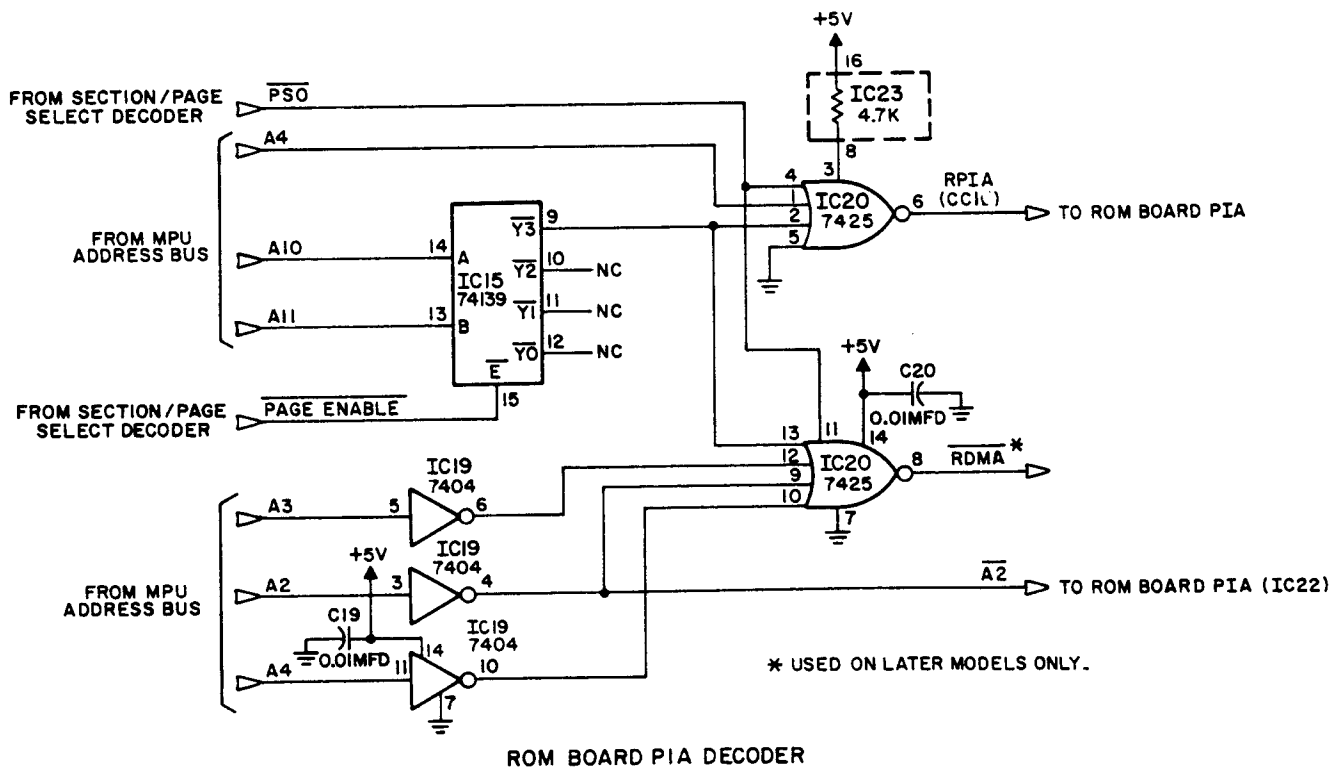 +5V
16
IC23
4.7K
8
FROM SECTION/PAGE
SELECT DECODER
PS0
A4
FROM MPU
ADDRESS BUS
A10
A11
14
A
13
B
IC15
74139
Y3
9
Y2
10
NC
Y1
11
NC
Y0
12
NC
E
15
3
4
1
2
5
IC20
7425
6
RPIA
TO ROM BOARD PIA
FROM SECTION/PAGE
SELECT DECODER
PAGE ENABLE
+5V
C20
0.01MFD
11
14
13
12
9
10
IC20
7425
8
RDMA *
7
FROM MPU
ADDRESS BUS
A3
5
IC19
7404
6
A2
3
IC19
7404
4
A2
TO ROM BOARD PIA (IC22)
+5V
C19
0.01MFD
A4
11
14
IC19
7404
10
7
* USED ON LATER MODELS ONLY.
ROM BOARD PIA DECODER